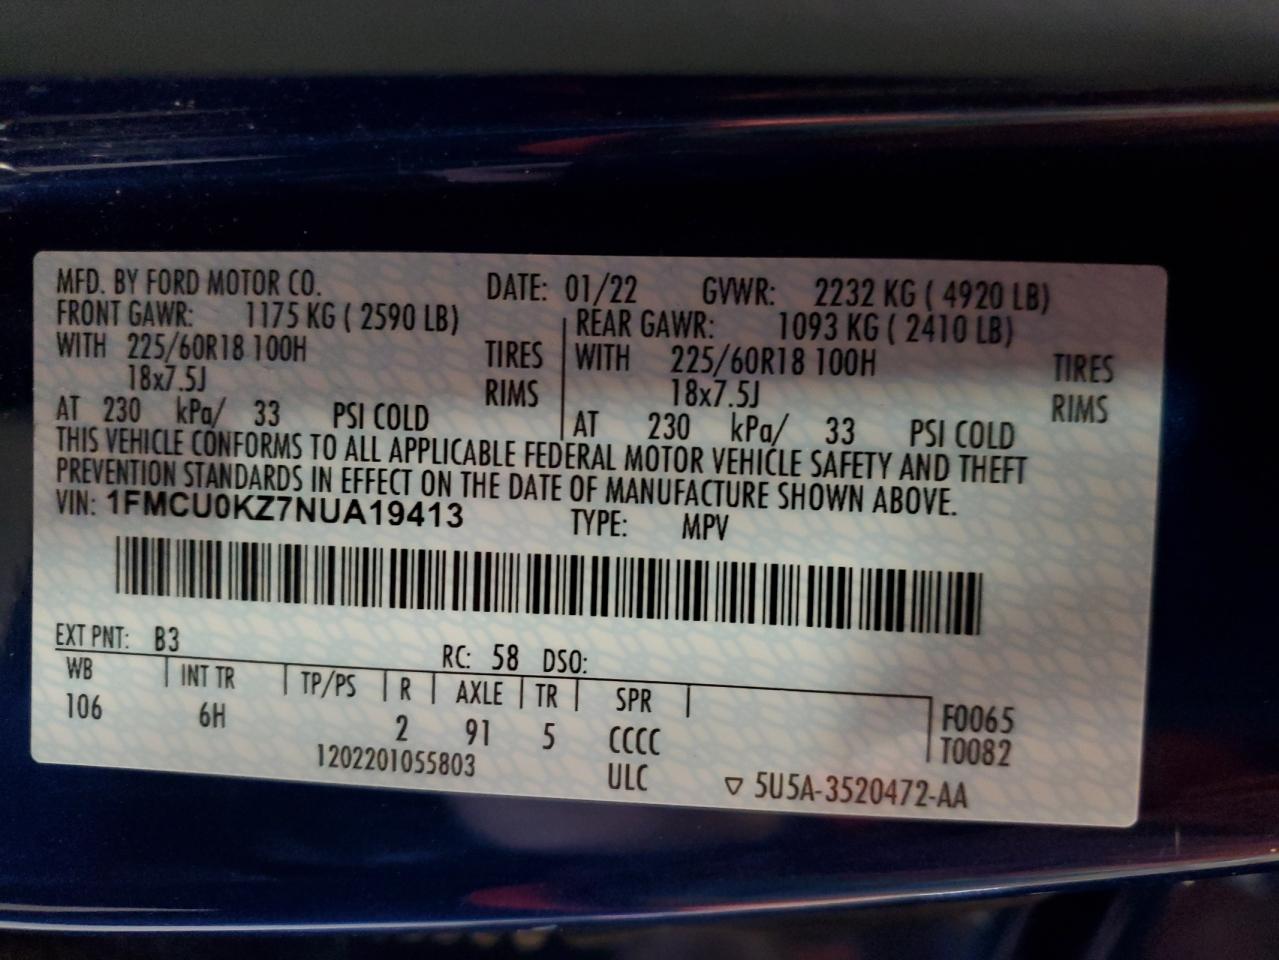 MFD. BY FORD MOTOR CO. DATE: 01/22 GVWR: 2232 KG ( 4920 LB)
FRONT GAWR: 1175 KG ( 2590 LB) REAR GAWR: 1093 KG ( 2410 LB)
WITH 225/60R18 100H TIRES WITH 225/60R18 100H TIRES
18x7.5J RIMS 18x7.5J RIMS
AT 230 kPa/ 33 PSI COLD AT 230 kPa/ 33 PSI COLD
THIS VEHICLE CONFORMS TO ALL APPLICABLE FEDERAL MOTOR VEHICLE SAFETY AND THEFT
PREVENTION STANDARDS IN EFFECT ON THE DATE OF MANUFACTURE SHOWN ABOVE.
VIN: 1FMCU0KZ7NUA19413 TYPE: MPV
EXT PNT: B3 RC: 58 DSO:
WB INT TR TP/PS R AXLE TR SPR
106 6H 2 91 5 CCCC F0065
T0082
1202201055803 ULC ▽ 5U5A-3520472-AA